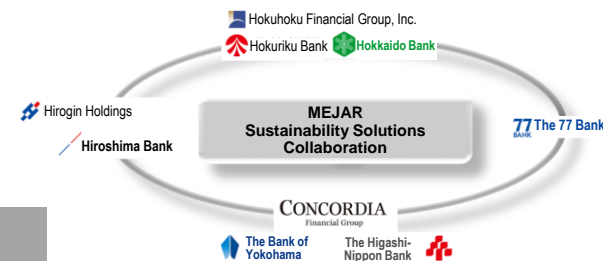 Hokuhoku Financial Group, Inc.
Hokuriku Bank Hokkaido Bank
Hirogin Holdings
Hiroshima Bank
MEJAR
Sustainability Solutions
Collaboration
77 BANK The 77 Bank
CONCORDIA
Financial Group
The Bank of
Yokohama
The Higashi-
Nippon Bank